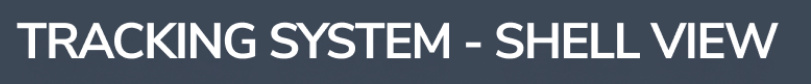 TRACKING SYSTEM - SHELL VIEW